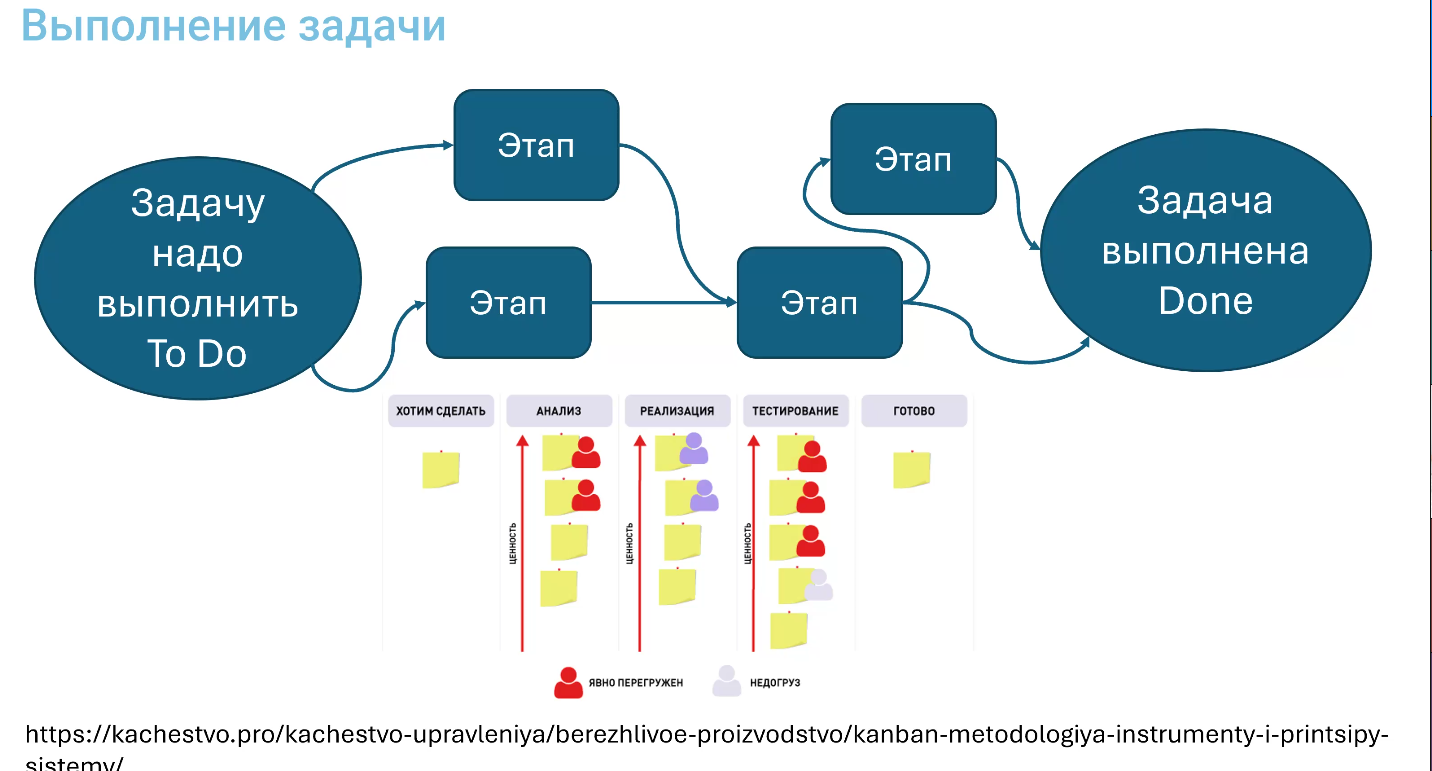 Выполнение задачи
Этап
Этап
Задачу
надо
выполнить
To Do
Этап
Этап
Задача
выполнена
Done
ХОТИМ СДЕЛАТЬ
АНАЛИЗ
РЕАЛИЗАЦИЯ
ТЕСТИРОВАНИЕ
ГОТОВО
ЦЕННОСТЬ
ЦЕННОСТЬ
ЦЕННОСТЬ
ЯВНО ПЕРЕГРУЖЕН
НЕДОГРУЗ
https://kachestvo.pro/kachestvo-upravleniya/berezhlivoe-proizvodstvo/kanban-metodologiya-instrumenty-i-printsipy-
sistemy/